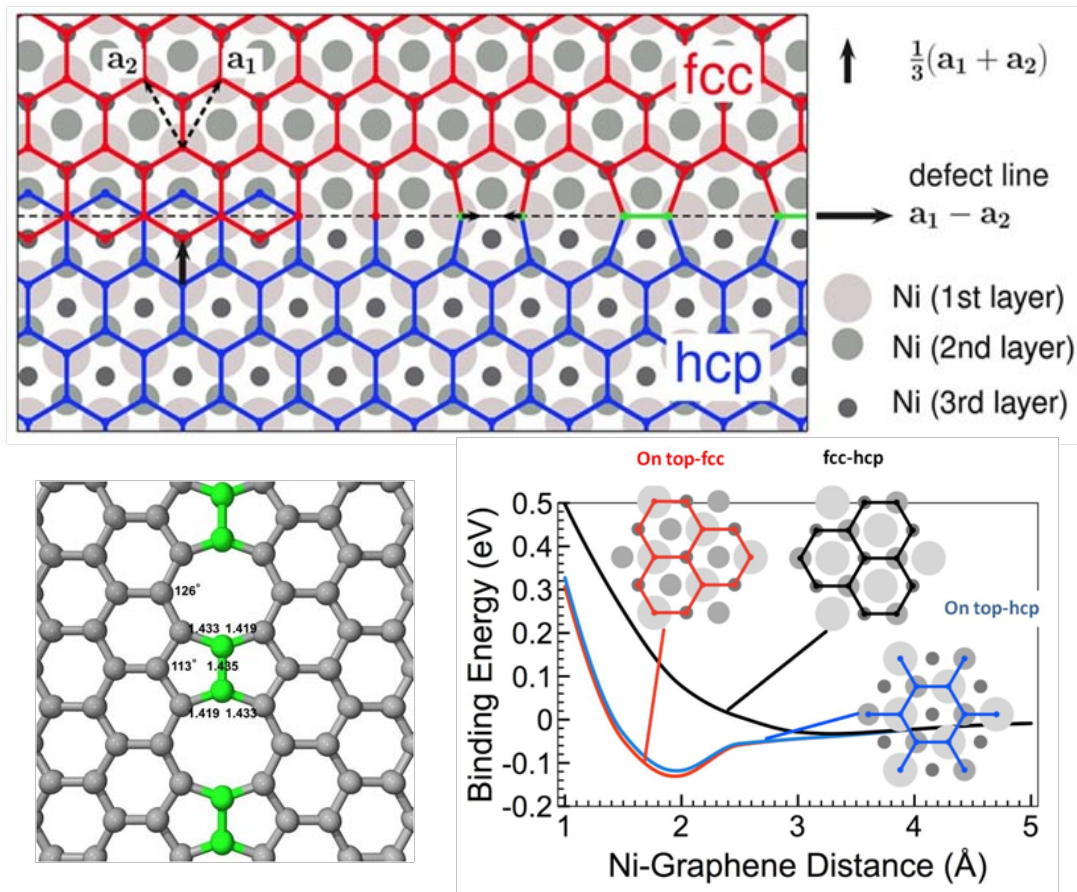 a₂ a₁
fcc
hcp
⅓(a₁ + a₂)
defect line
a₁ − a₂
Ni (1st layer)
Ni (2nd layer)
Ni (3rd layer)
126°
1.433 1.419
113° 1.435
1.419 1.433
On top-fcc
fcc-hcp
On top-hcp
Binding Energy (eV)
0.5
0.4
0.3
0.2
0.1
0
-0.1
-0.2
1 2 3 4 5
Ni-Graphene Distance (Å)